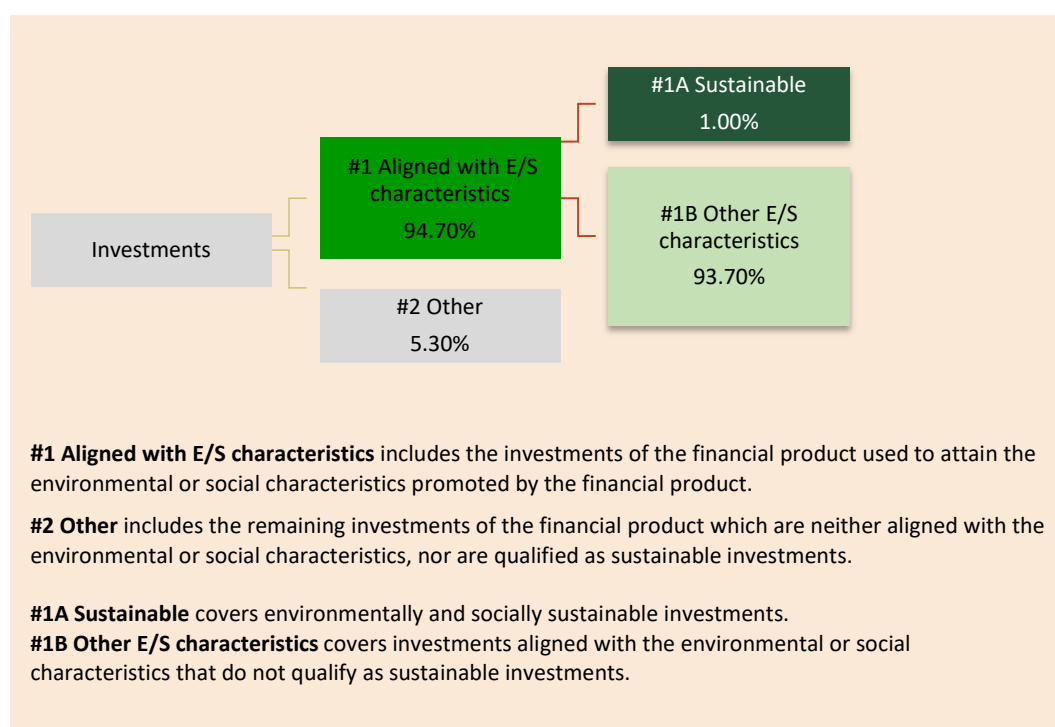 #1A Sustainable
1.00%
#1 Aligned with E/S
characteristics
94.70%
#1B Other E/S
characteristics
93.70%
Investments
#2 Other
5.30%
#1 Aligned with E/S characteristics includes the investments of the financial product used to attain the
environmental or social characteristics promoted by the financial product.
#2 Other includes the remaining investments of the financial product which are neither aligned with the
environmental or social characteristics, nor are qualified as sustainable investments.
#1A Sustainable covers environmentally and socially sustainable investments.
#1B Other E/S characteristics covers investments aligned with the environmental or social
characteristics that do not qualify as sustainable investments.